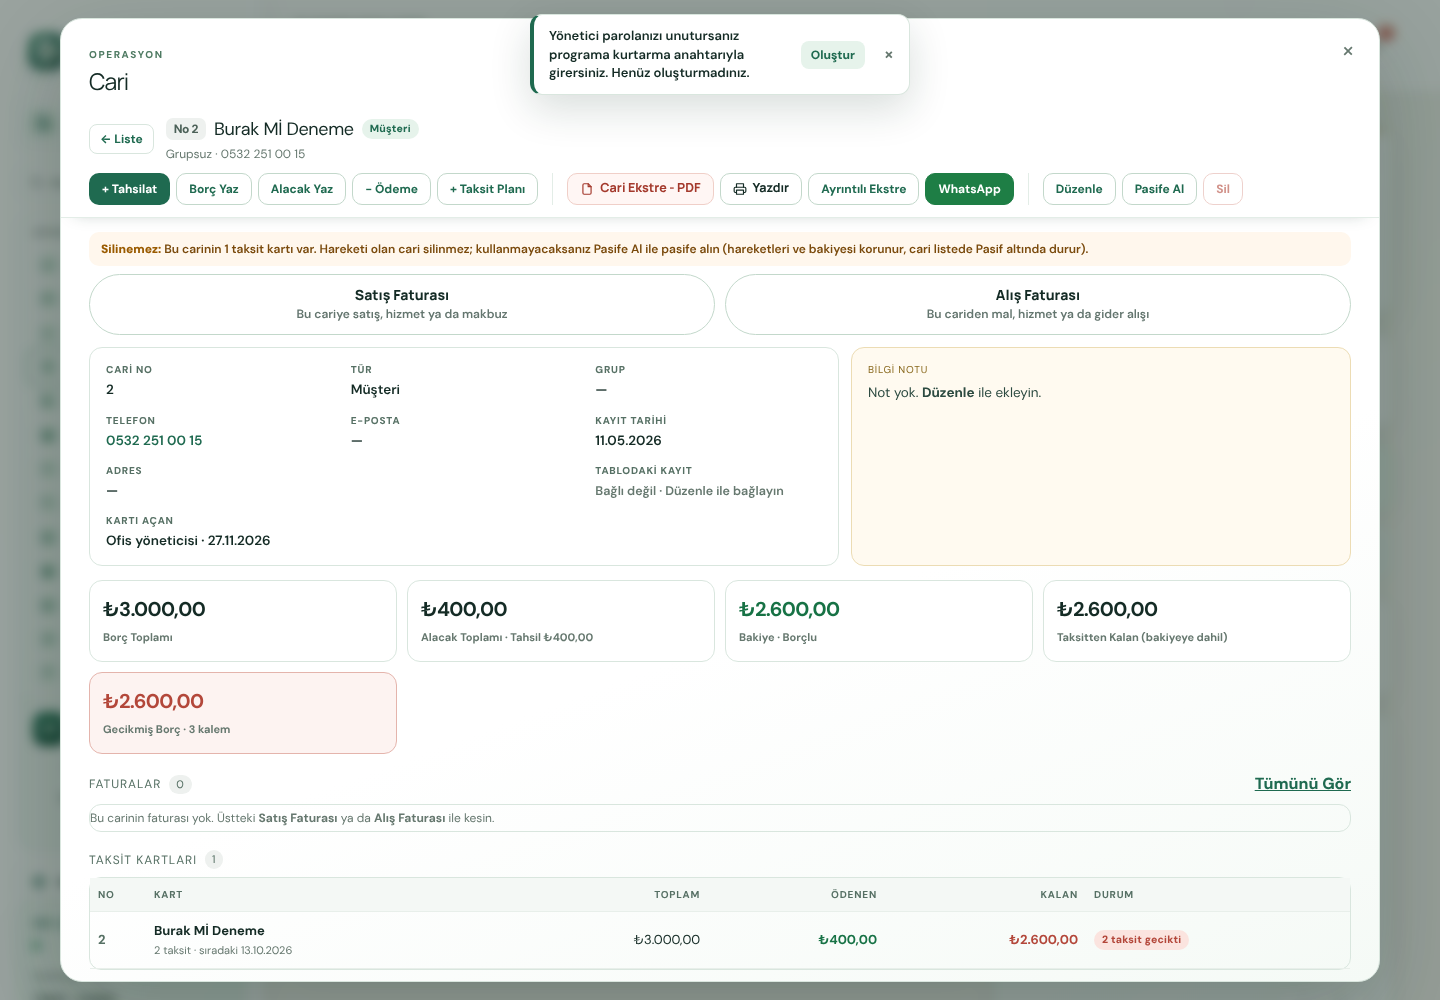 Yönetici parolanızı unutursanız
programa kurtarma anahtarıyla
girersiniz. Henüz oluşturmadınız.
Oluştur
×
OPERASYON
Cari
×
← Liste
No 2
Burak Mİ Deneme
Müşteri
Grupsuz · 0532 251 00 15
+ Tahsilat
Borç Yaz
Alacak Yaz
− Ödeme
+ Taksit Planı
Cari Ekstre - PDF
Yazdır
Ayrıntılı Ekstre
WhatsApp
Düzenle
Pasife Al
Sil
Silinemez: Bu carinin 1 taksit kartı var. Hareketi olan cari silinmez; kullanmayacaksanız Pasife Al ile pasife alın (hareketleri ve bakiyesi korunur, cari listede Pasif altında durur).
Satış Faturası
Bu cariye satış, hizmet ya da makbuz
Alış Faturası
Bu cariden mal, hizmet ya da gider alışı
CARİ NO
2
TÜR
Müşteri
GRUP
—
TELEFON
0532 251 00 15
E-POSTA
—
KAYIT TARİHİ
11.05.2026
ADRES
—
TABLODAKİ KAYIT
Bağlı değil · Düzenle ile bağlayın
KARTI AÇAN
Ofis yöneticisi · 27.11.2026
BİLGİ NOTU
Not yok. Düzenle ile ekleyin.
₺3.000,00
Borç Toplamı
₺400,00
Alacak Toplamı · Tahsil ₺400,00
₺2.600,00
Bakiye · Borçlu
₺2.600,00
Taksitten Kalan (bakiyeye dahil)
₺2.600,00
Gecikmiş Borç · 3 kalem
FATURALAR 0
Tümünü Gör
Bu carinin faturası yok. Üstteki Satış Faturası ya da Alış Faturası ile kesin.
TAKSİT KARTLARI 1
NO KART TOPLAM ÖDENEN KALAN DURUM
2 Burak Mİ Deneme ₺3.000,00 ₺400,00 ₺2.600,00 2 taksit gecikti
2 taksit · sıradaki 13.10.2026